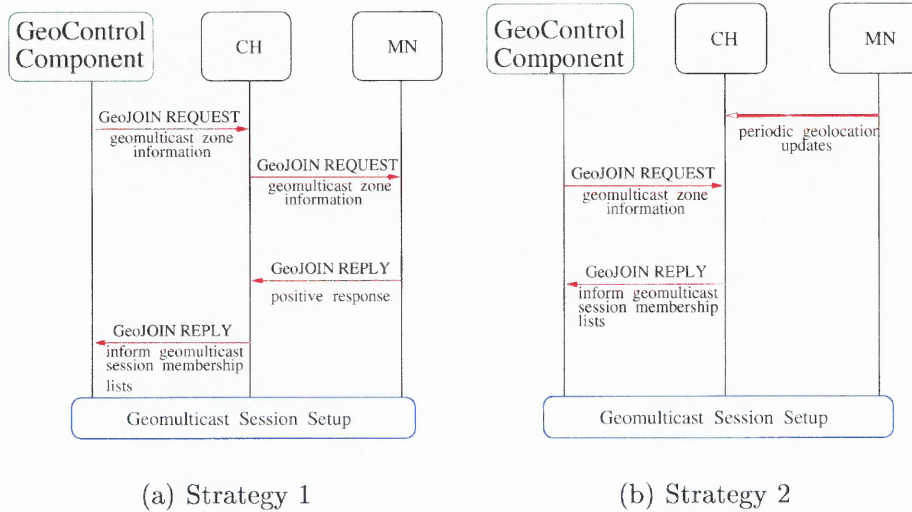 GeoControl
Component
CH
MN
GeoJOIN REQUEST
geomulticast zone
information
GeoJOIN REQUEST
geomulticast zone
information
GeoJOIN REPLY
positive response
GeoJOIN REPLY
inform geomulticast
session membership
lists
Geomulticast Session Setup
(a) Strategy 1
GeoControl
Component
CH
MN
periodic geolocation
updates
GeoJOIN REQUEST
geomulticast zone
information
GeoJOIN REPLY
inform geomulticast
session membership
lists
Geomulticast Session Setup
(b) Strategy 2